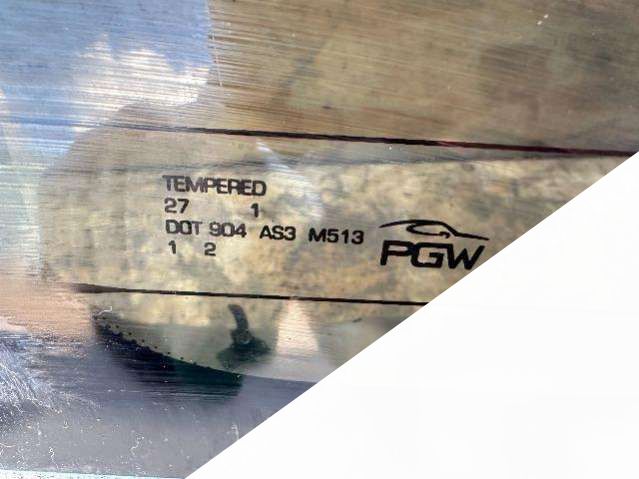 TEMPERED
27 1
DOT 904 AS3 M513
1 2
PGW